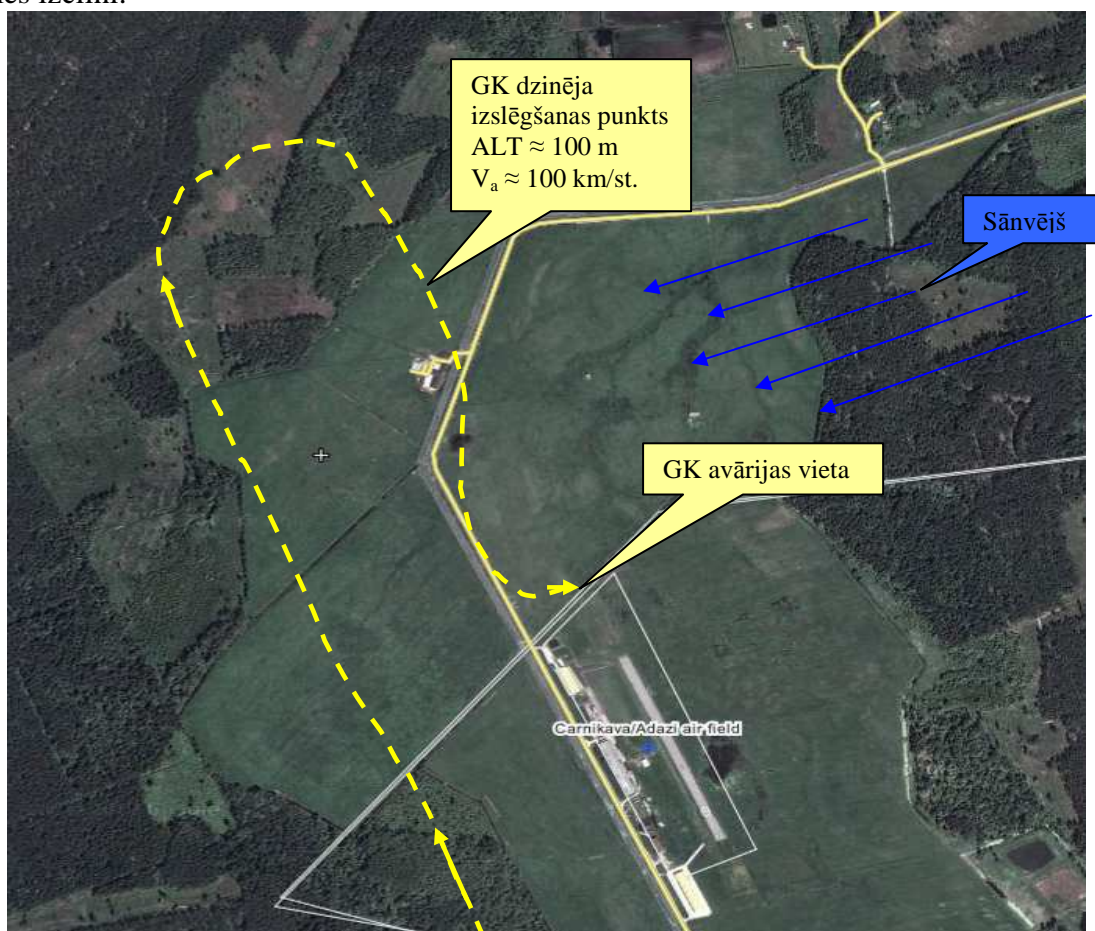 GK dzinēja
izslēgšanas punkts
ALT ≈ 100 m
Va ≈ 100 km/st.
Sānvējš
GK avārijas vieta
Carnikava/Adazi air field